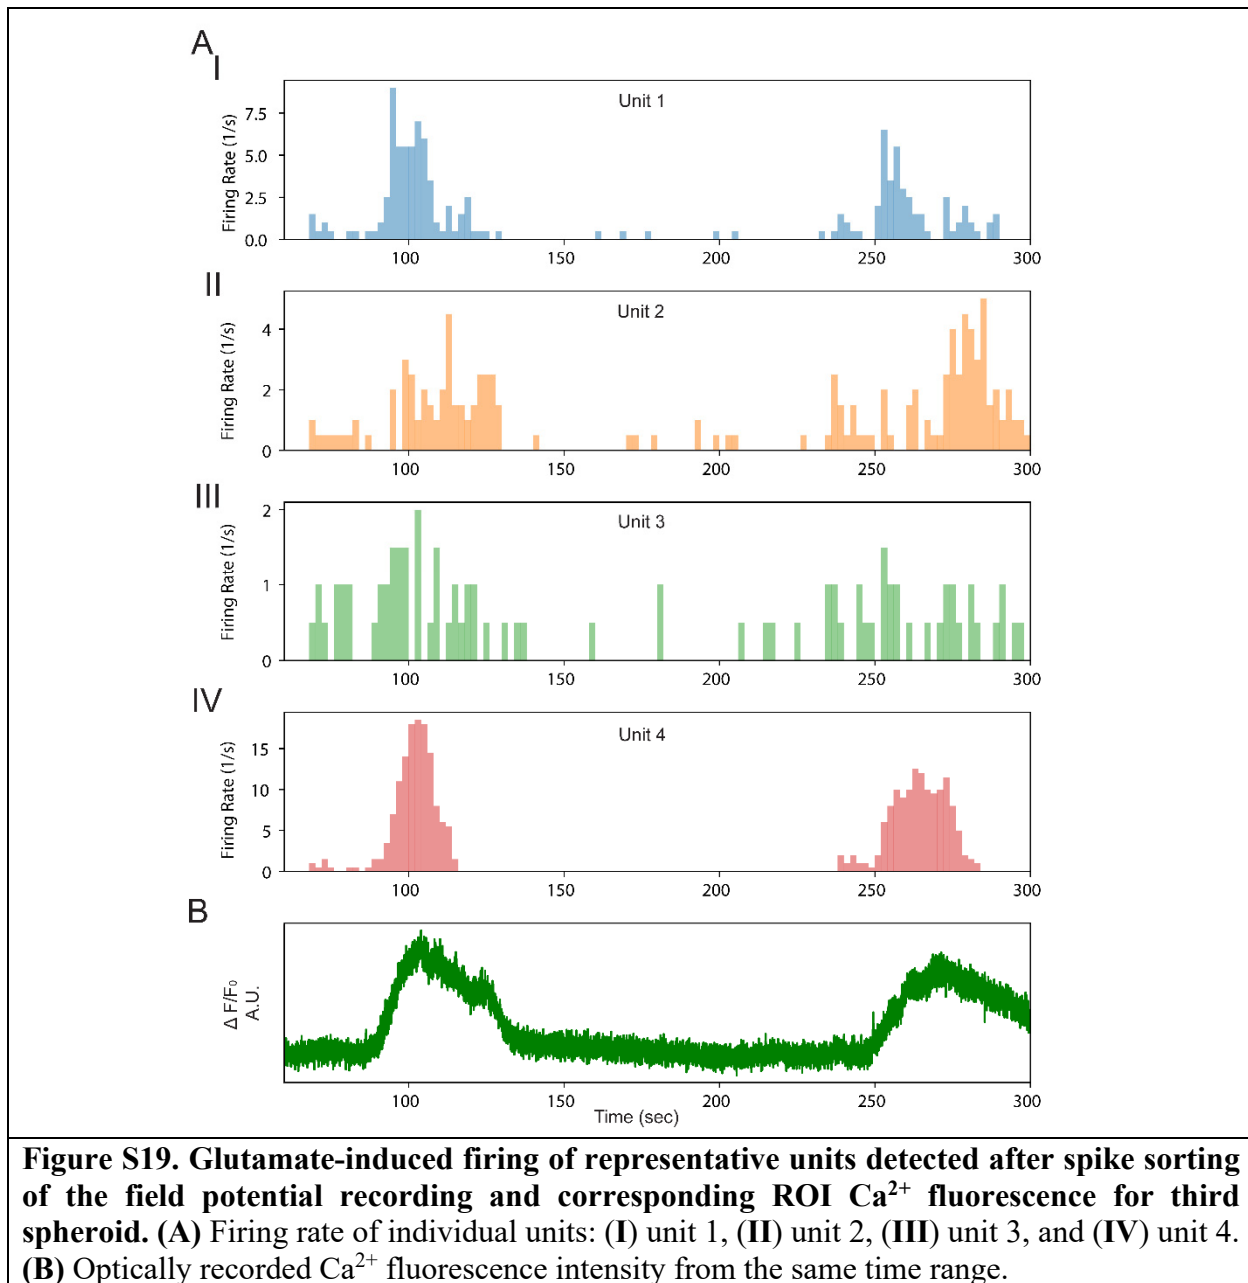 A
I
Unit 1
Firing Rate (1/s)
7.5
5.0
2.5
0.0
100 150 200 250 300
II
Unit 2
Firing Rate (1/s)
4
2
0
100 150 200 250 300
III
Unit 3
Firing Rate (1/s)
2
1
0
100 150 200 250 300
IV
Unit 4
Firing Rate (1/s)
15
10
5
0
100 150 200 250 300
B
Δ F/F₀
A.U.
100 150 200 250 300
Time (sec)
Figure S19. Glutamate-induced firing of representative units detected after spike sorting
of the field potential recording and corresponding ROI Ca²⁺ fluorescence for third
spheroid. (A) Firing rate of individual units: (I) unit 1, (II) unit 2, (III) unit 3, and (IV) unit 4.
(B) Optically recorded Ca²⁺ fluorescence intensity from the same time range.